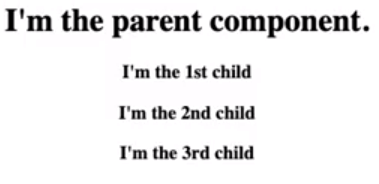 I'm the parent component.
I'm the 1st child
I'm the 2nd child
I'm the 3rd child